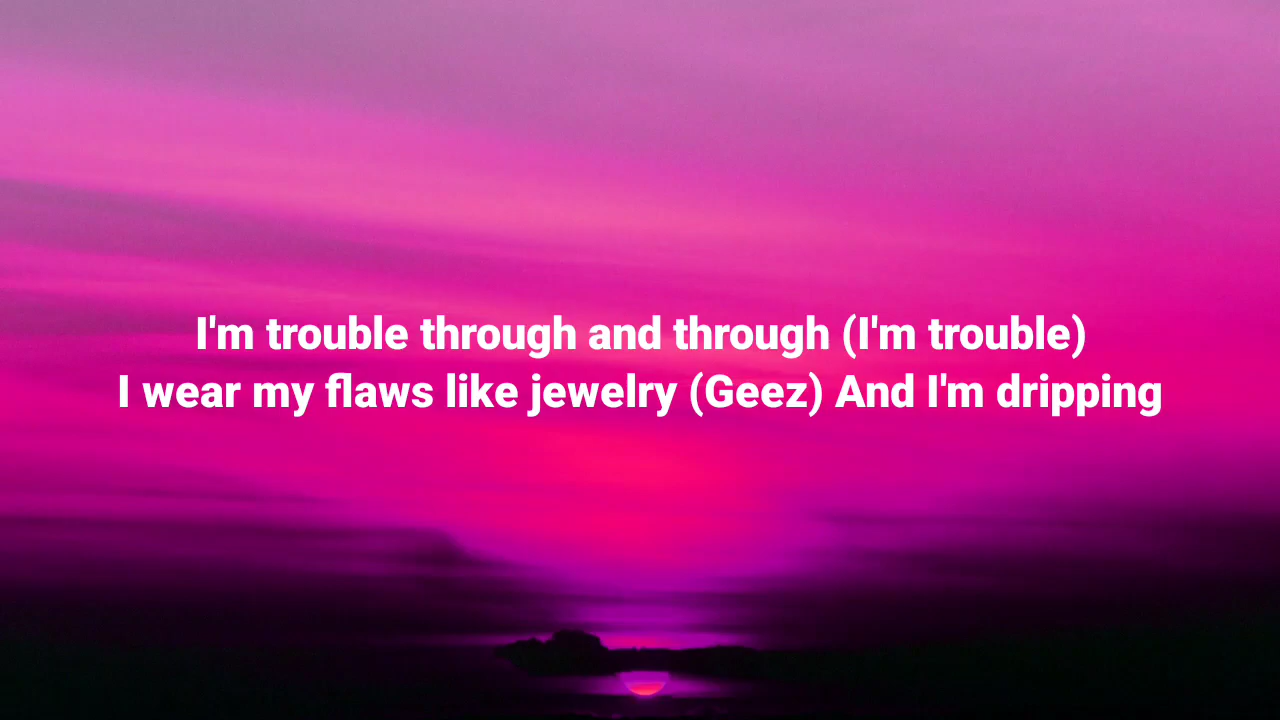 I'm trouble through and through (I'm trouble)
I wear my flaws like jewelry (Geez) And I'm dripping